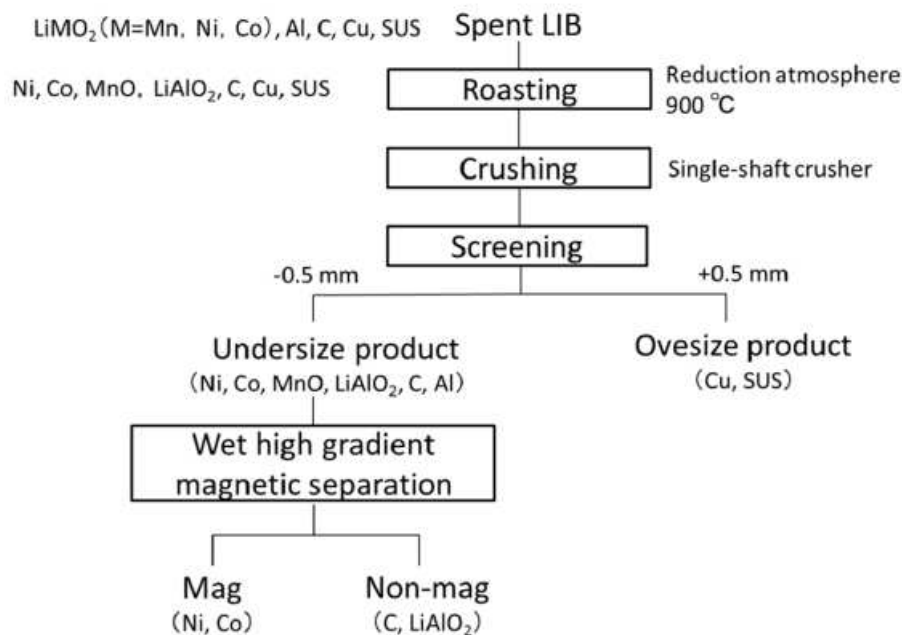 LiMO₂(M=Mn, Ni, Co), Al, C, Cu, SUS
Spent LIB
Ni, Co, MnO, LiAlO₂, C, Cu, SUS
Roasting
Reduction atmosphere
900 ℃
Crushing
Single-shaft crusher
Screening
-0.5 mm
+0.5 mm
Undersize product
(Ni, Co, MnO, LiAlO₂, C, Al)
Ovesize product
(Cu, SUS)
Wet high gradient
magnetic separation
Mag
(Ni, Co)
Non-mag
(C, LiAlO₂)